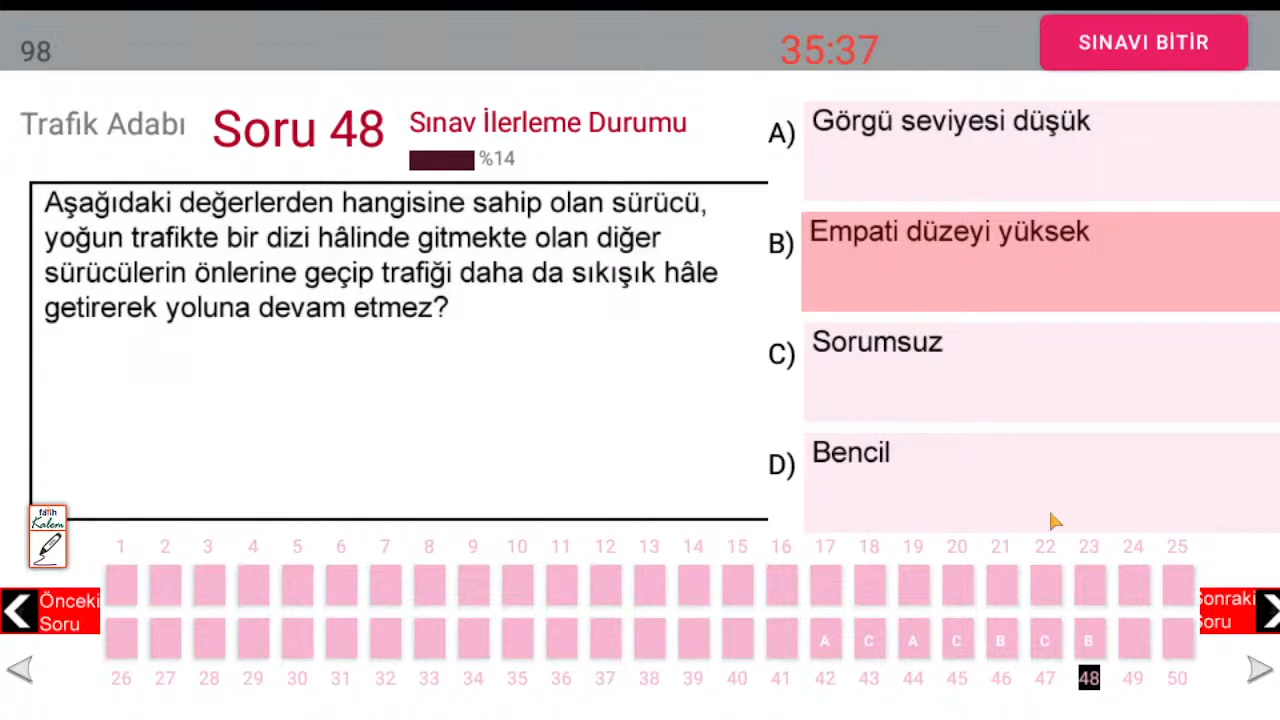 98
35:37
SINAVI BİTİR
Trafik Adabı
Soru 48
Sınav İlerleme Durumu
%14
Aşağıdaki değerlerden hangisine sahip olan sürücü,
yoğun trafikte bir dizi hâlinde gitmekte olan diğer
sürücülerin önlerine geçip trafiği daha da sıkışık hâle
getirerek yoluna devam etmez?
A) Görgü seviyesi düşük
B) Empati düzeyi yüksek
C) Sorumsuz
D) Bencil
fatih
Kalem
1 2 3 4 5 6 7 8 9 10 11 12 13 14 15 16 17 18 19 20 21 22 23 24 25
Önceki
Soru
Sonraki
Soru
A C A C B C B
26 27 28 29 30 31 32 33 34 35 36 37 38 39 40 41 42 43 44 45 46 47 48 49 50